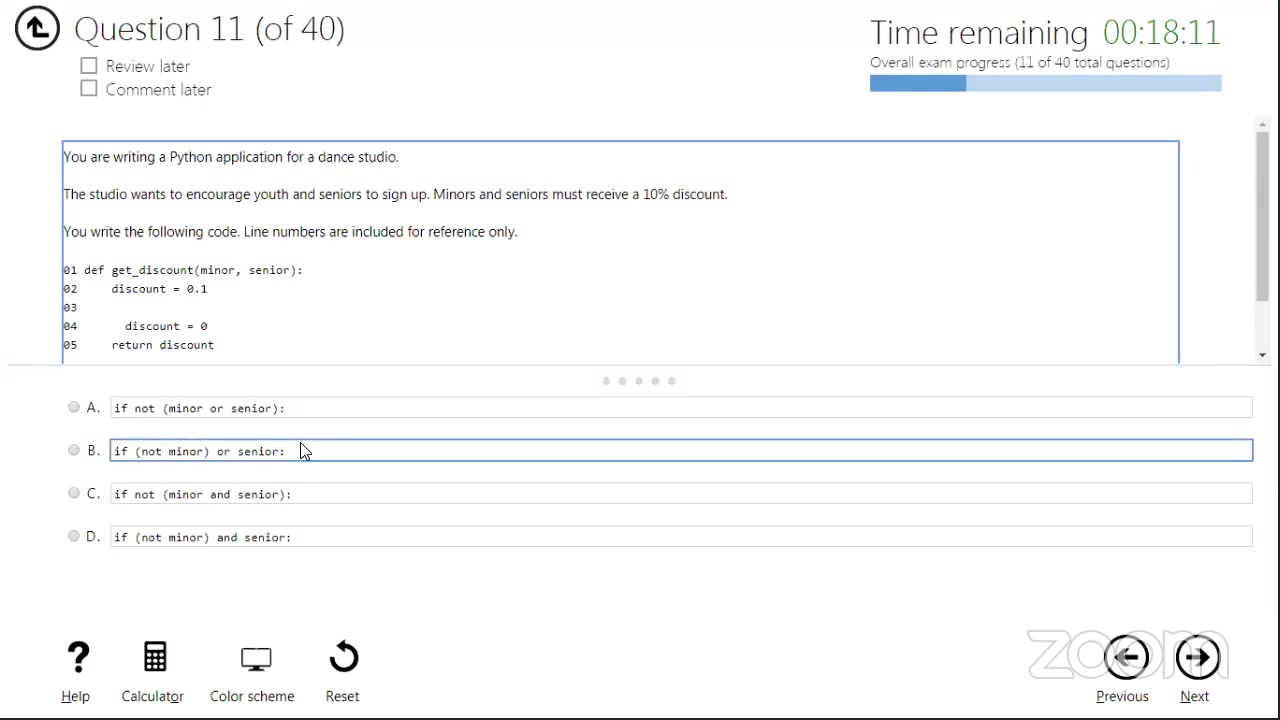 Question 11 (of 40)
Review later
Comment later
Time remaining 00:18:11
Overall exam progress (11 of 40 total questions)
You are writing a Python application for a dance studio.
The studio wants to encourage youth and seniors to sign up. Minors and seniors must receive a 10% discount.
You write the following code. Line numbers are included for reference only.
01 def get_discount(minor, senior):
02     discount = 0.1
03
04       discount = 0
05     return discount
A. if not (minor or senior):
B. if (not minor) or senior:
C. if not (minor and senior):
D. if (not minor) and senior:
zoom
? Help
Calculator
Color scheme
Reset
Previous
Next